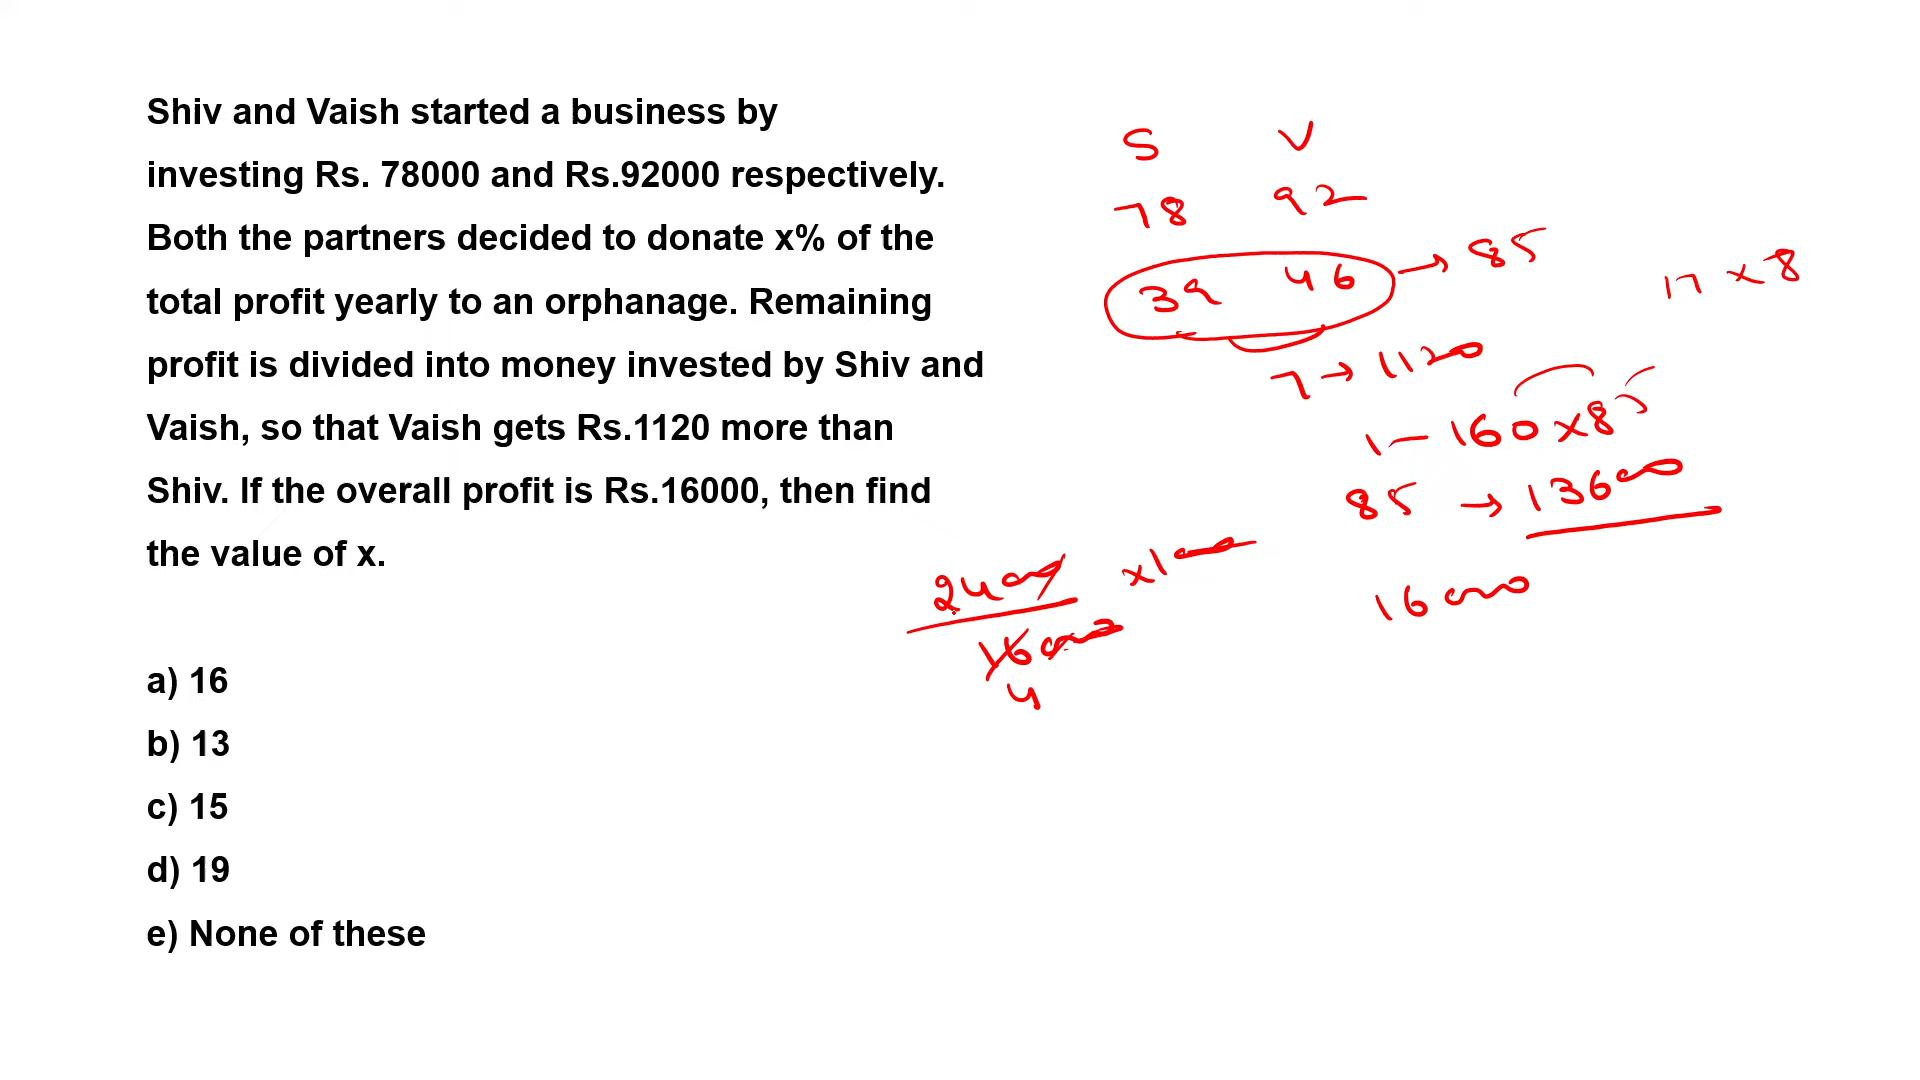 Shiv and Vaish started a business by
investing Rs. 78000 and Rs.92000 respectively.
Both the partners decided to donate x% of the
total profit yearly to an orphanage. Remaining
profit is divided into money invested by Shiv and
Vaish, so that Vaish gets Rs.1120 more than
Shiv. If the overall profit is Rs.16000, then find
the value of x.
a) 16
b) 13
c) 15
d) 19
e) None of these
S V
78 92
39 46 → 85
17 x 8
7 → 1120
1 - 160 x 85
85 → 13600
16000
2400 x 100
16000
4